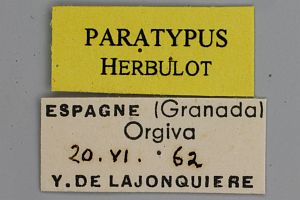 PARATYPUS
HERBULOT
ESPAGNE (Granada)
Orgiva
20.VI.62
Y. DE LAJONQUIERE